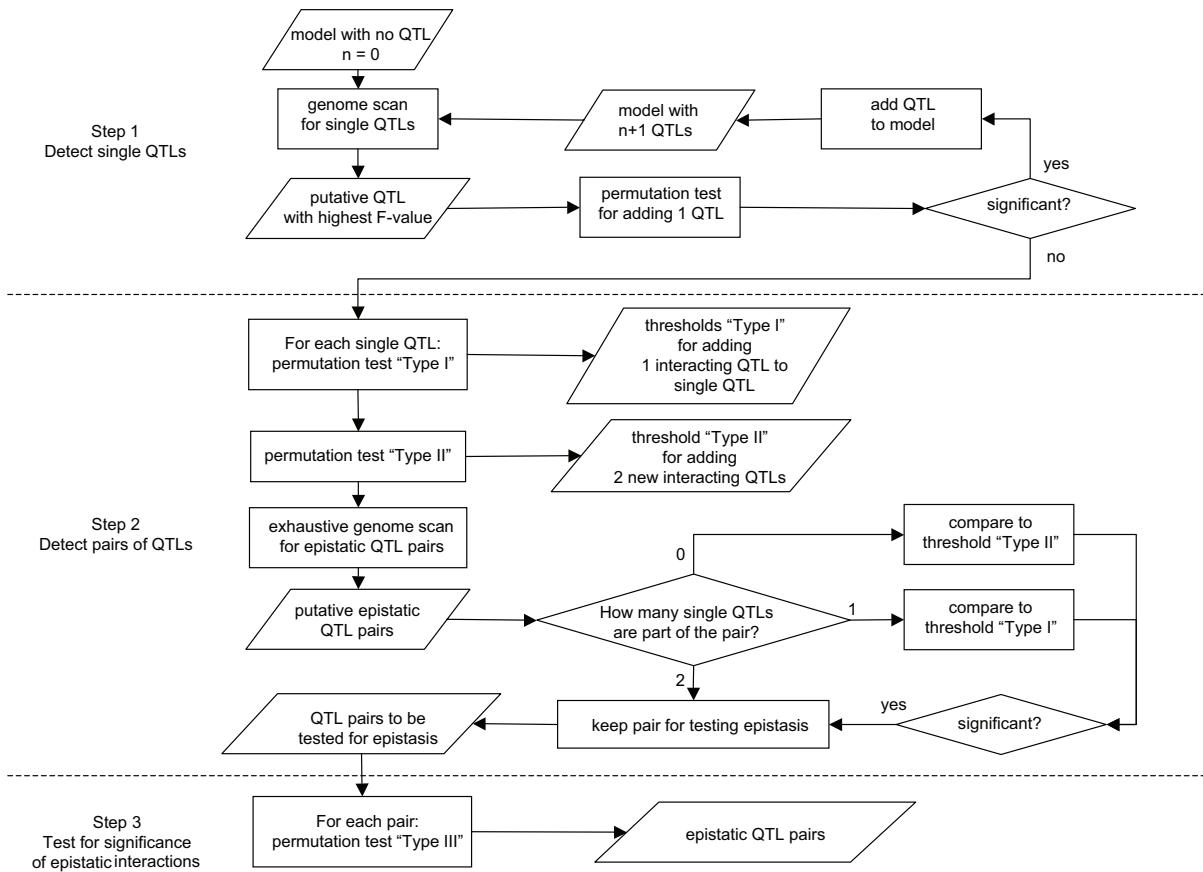 model with no QTL
n = 0
Step 1
Detect single QTLs
genome scan
for single QTLs
model with
n+1 QTLs
add QTL
to model
yes
putative QTL
with highest F-value
permutation test
for adding 1 QTL
significant?
no
For each single QTL:
permutation test “Type I”
thresholds “Type I”
for adding
1 interacting QTL to
single QTL
permutation test “Type II”
threshold “Type II”
for adding
2 new interacting QTLs
Step 2
Detect pairs of QTLs
exhaustive genome scan
for epistatic QTL pairs
0
compare to
threshold “Type II”
putative epistatic
QTL pairs
How many single QTLs
are part of the pair?
1
compare to
threshold “Type I”
2
QTL pairs to be
tested for epistasis
keep pair for testing epistasis
yes
significant?
Step 3
Test for significance
of epistatic interactions
For each pair:
permutation test “Type III”
epistatic QTL pairs